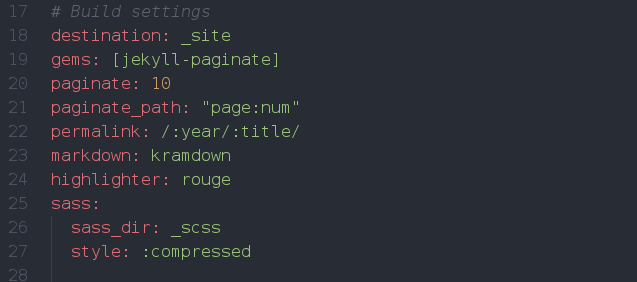 17 # Build settings
18 destination: _site
19 gems: [jekyll-paginate]
20 paginate: 10
21 paginate_path: "page:num"
22 permalink: /:year/:title/
23 markdown: kramdown
24 highlighter: rouge
25 sass:
26   sass_dir: _scss
27   style: :compressed
28